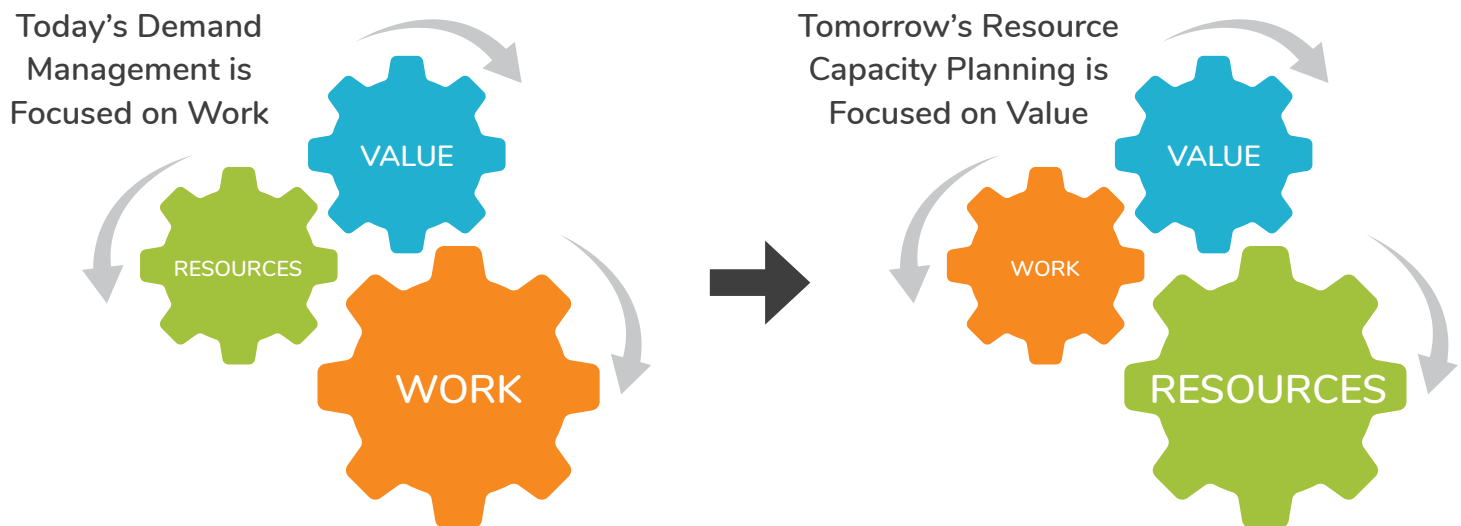 Today’s Demand
Management is
Focused on Work
VALUE
RESOURCES
WORK
Tomorrow’s Resource
Capacity Planning is
Focused on Value
VALUE
WORK
RESOURCES